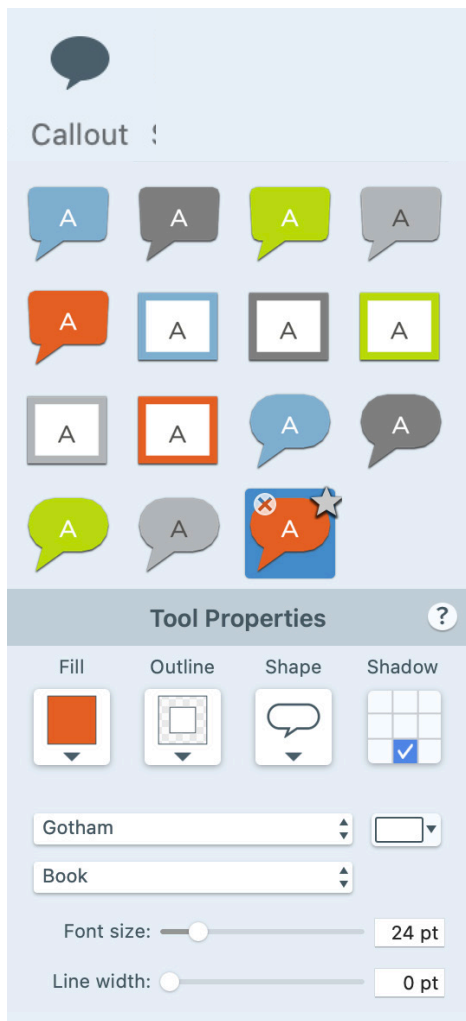 Callout
A A A A
A A A A
A A A A
A A A
Tool Properties ?
Fill Outline Shape Shadow
Gotham
Book
Font size: 24 pt
Line width: 0 pt